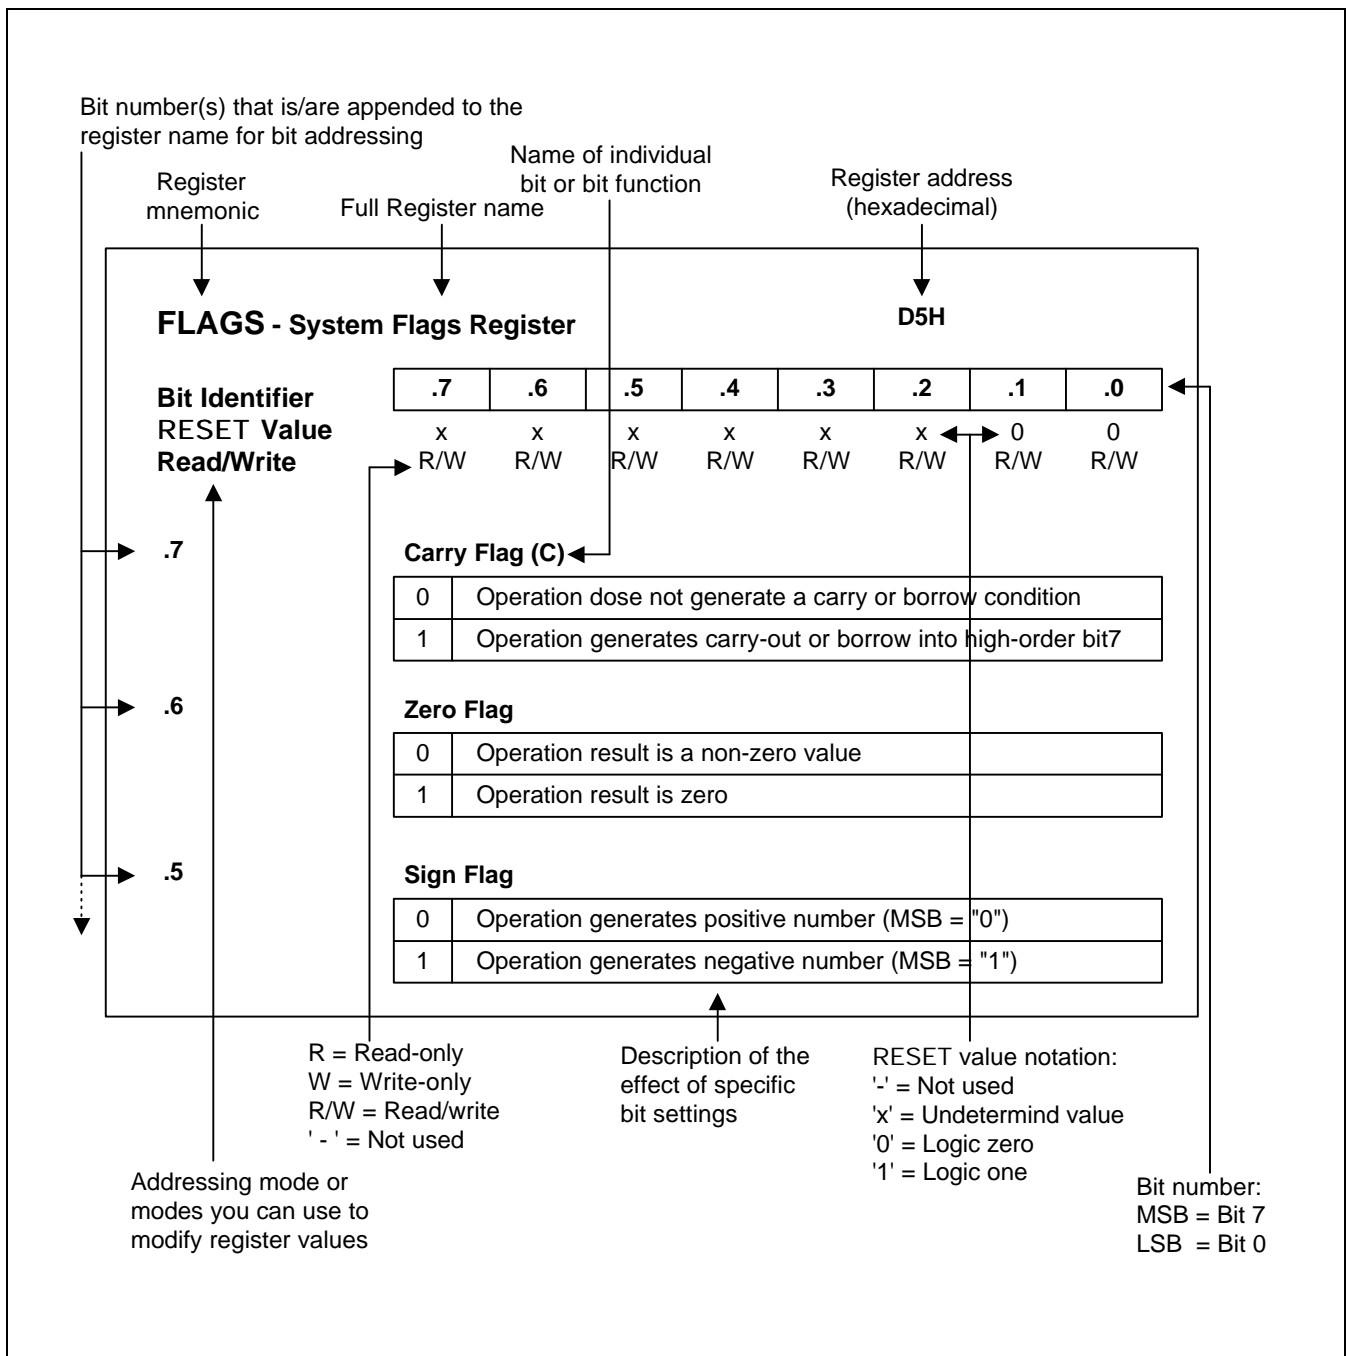 Bit number(s) that is/are appended to the
register name for bit addressing
Name of individual
bit or bit function
Register
mnemonic
Full Register name
Register address
(hexadecimal)
FLAGS - System Flags Register
D5H
Bit Identifier
.7 .6 .5 .4 .3 .2 .1 .0
RESET Value
x x x x x x 0 0
Read/Write
R/W R/W R/W R/W R/W R/W R/W R/W
.7
Carry Flag (C)
0 Operation dose not generate a carry or borrow condition
1 Operation generates carry-out or borrow into high-order bit7
.6
Zero Flag
0 Operation result is a non-zero value
1 Operation result is zero
.5
Sign Flag
0 Operation generates positive number (MSB = "0")
1 Operation generates negative number (MSB = "1")
R = Read-only
W = Write-only
R/W = Read/write
' - ' = Not used
Description of the
effect of specific
bit settings
RESET value notation:
'-' = Not used
'x' = Undetermind value
'0' = Logic zero
'1' = Logic one
Addressing mode or
modes you can use to
modify register values
Bit number:
MSB = Bit 7
LSB = Bit 0